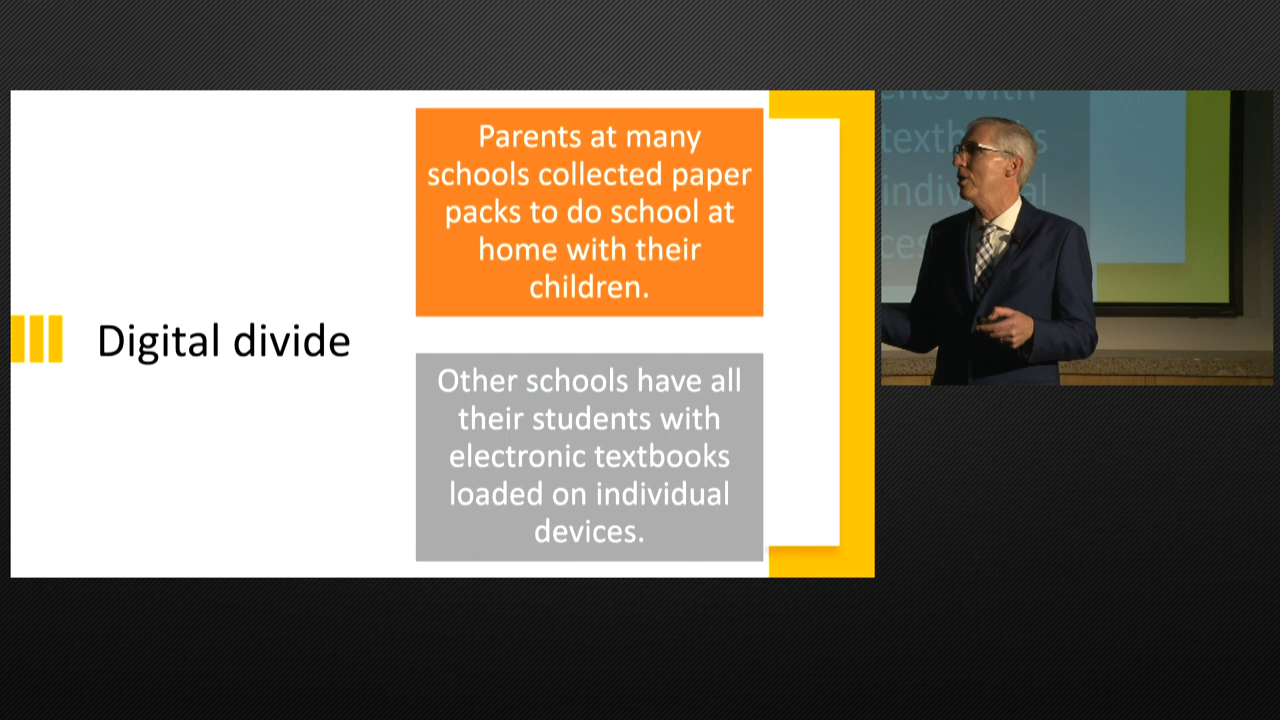 Digital divide
Parents at many
schools collected paper
packs to do school at
home with their
children.
Other schools have all
their students with
electronic textbooks
loaded on individual
devices.
with